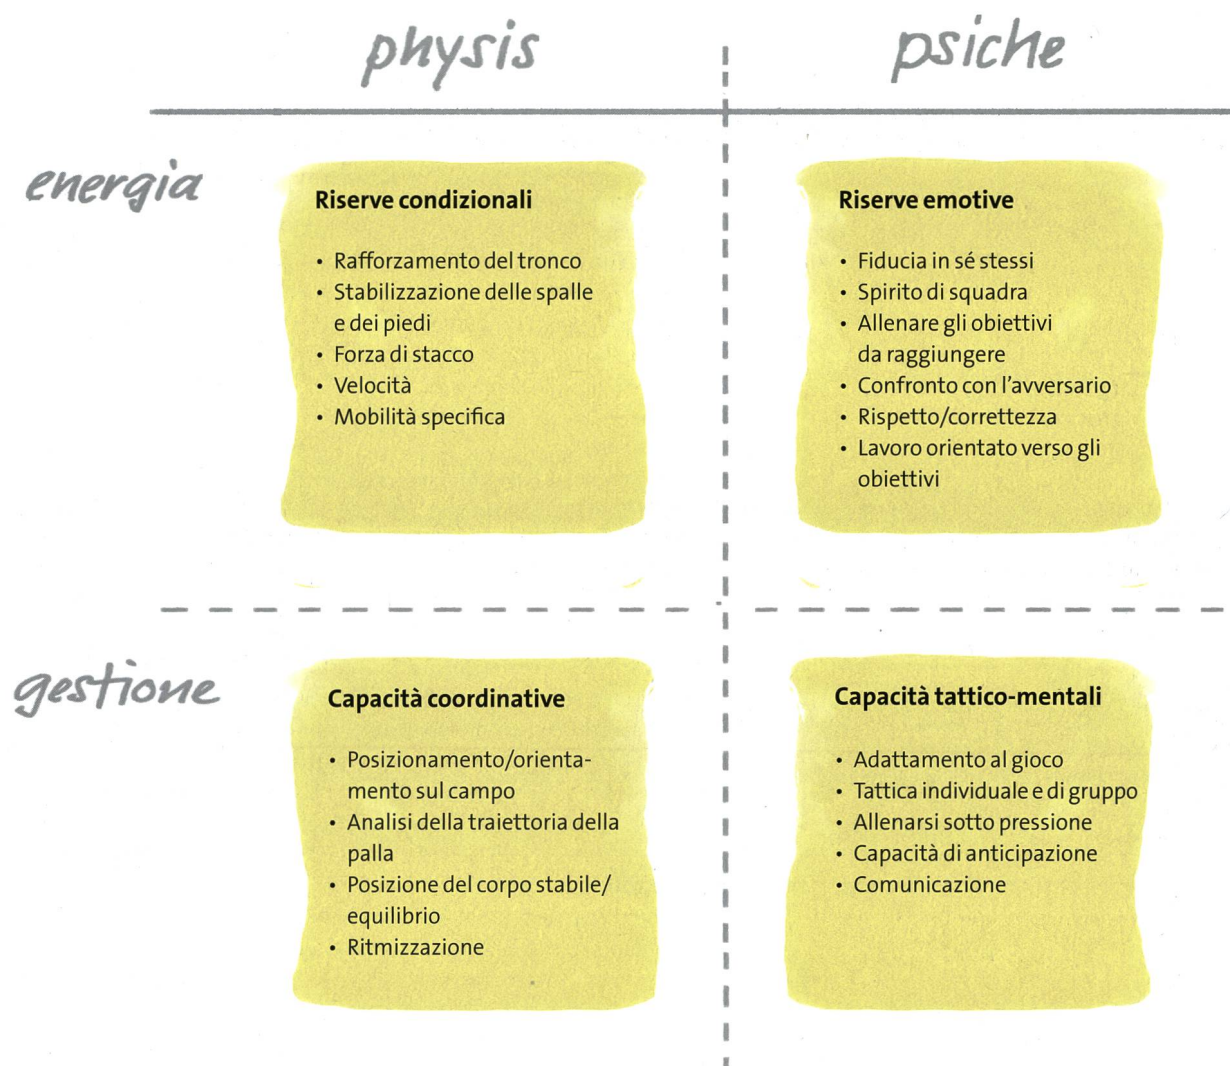 physis
psiche
energia
Riserve condizionali
• Rafforzamento del tronco
• Stabilizzazione delle spalle
e dei piedi
• Forza di stacco
• Velocità
• Mobilità specifica
Riserve emotive
• Fiducia in sé stessi
• Spirito di squadra
• Allenare gli obiettivi
da raggiungere
• Confronto con l'avversario
• Rispetto/correttezza
• Lavoro orientato verso gli
obiettivi
gestione
Capacità coordinative
• Posizionamento/orienta-
mento sul campo
• Analisi della traiettoria della
palla
• Posizione del corpo stabile/
equilibrio
• Ritmizzazione
Capacità tattico-mentali
• Adattamento al gioco
• Tattica individuale e di gruppo
• Allenarsi sotto pressione
• Capacità di anticipazione
• Comunicazione